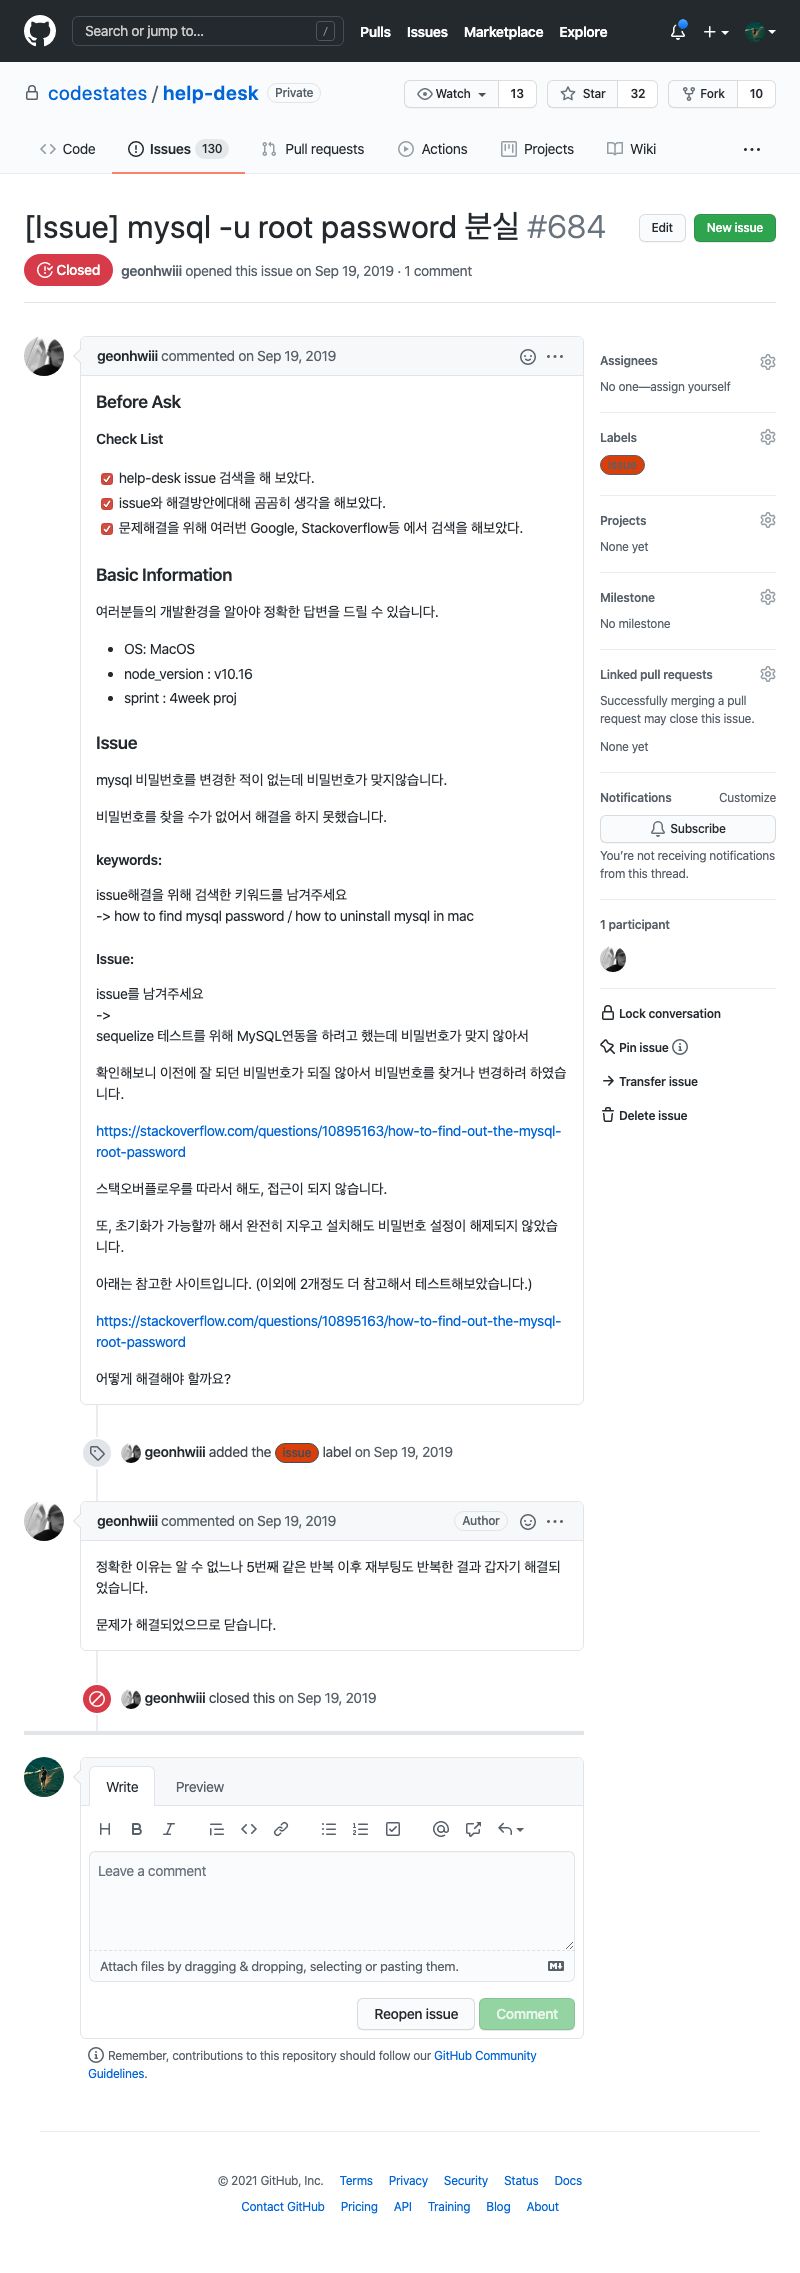 Search or jump to... /
Pulls Issues Marketplace Explore
codestates / help-desk Private
Watch 13 Star 32 Fork 10
Code Issues 130 Pull requests Actions Projects Wiki ...
[Issue] mysql -u root password 분실 #684
Edit New issue
Closed geonhwiii opened this issue on Sep 19, 2019 · 1 comment
geonhwiii commented on Sep 19, 2019
Before Ask
Check List
help-desk issue 검색을 해 보았다.
issue와 해결방안에대해 곰곰히 생각을 해보았다.
문제해결을 위해 여러번 Google, Stackoverflow등 에서 검색을 해보았다.
Basic Information
여러분들의 개발환경을 알아야 정확한 답변을 드릴 수 있습니다.
• OS: MacOS
• node_version : v10.16
• sprint : 4week proj
Issue
mysql 비밀번호를 변경한 적이 없는데 비밀번호가 맞지않습니다.
비밀번호를 찾을 수가 없어서 해결을 하지 못했습니다.
keywords:
issue해결을 위해 검색한 키워드를 남겨주세요
-> how to find mysql password / how to uninstall mysql in mac
Issue:
issue를 남겨주세요
->
sequelize 테스트를 위해 MySQL연동을 하려고 했는데 비밀번호가 맞지 않아서
확인해보니 이전에 잘 되던 비밀번호가 되질 않아서 비밀번호를 찾거나 변경하려 하였습
니다.
https://stackoverflow.com/questions/10895163/how-to-find-out-the-mysql-
root-password
스택오버플로우를 따라서 해도, 접근이 되지 않습니다.
또, 초기화가 가능할까 해서 완전히 지우고 설치해도 비밀번호 설정이 해제되지 않았습
니다.
아래는 참고한 사이트입니다. (이외에 2개정도 더 참고해서 테스트해보았습니다.)
https://stackoverflow.com/questions/10895163/how-to-find-out-the-mysql-
root-password
어떻게 해결해야 할까요?
geonhwiii added the issue label on Sep 19, 2019
geonhwiii commented on Sep 19, 2019 Author
정확한 이유는 알 수 없느나 5번째 같은 반복 이후 재부팅도 반복한 결과 갑자기 해결되
었습니다.
문제가 해결되었으므로 닫습니다.
geonhwiii closed this on Sep 19, 2019
Write Preview
Leave a comment
Attach files by dragging & dropping, selecting or pasting them.
Reopen issue Comment
Remember, contributions to this repository should follow our GitHub Community
Guidelines.
Assignees
No one—assign yourself
Labels
issue
Projects
None yet
Milestone
No milestone
Linked pull requests
Successfully merging a pull
request may close this issue.
None yet
Notifications Customize
Subscribe
You're not receiving notifications
from this thread.
1 participant
Lock conversation
Pin issue
Transfer issue
Delete issue
© 2021 GitHub, Inc. Terms Privacy Security Status Docs
Contact GitHub Pricing API Training Blog About